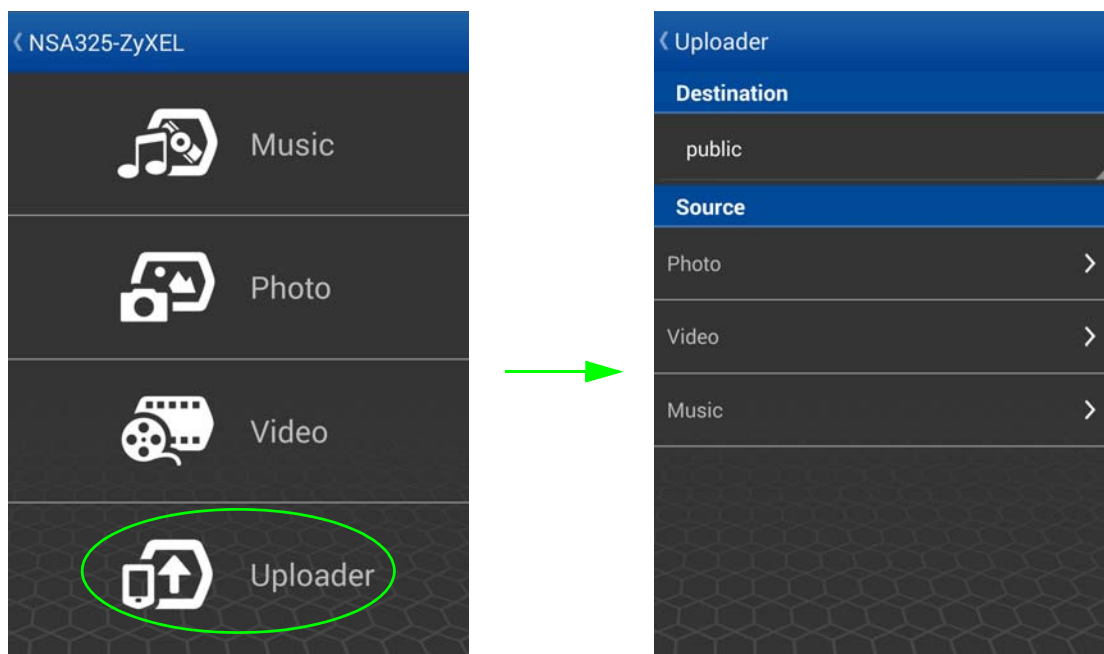 NSA325-ZyXEL
Music
Photo
Video
Uploader
Uploader
Destination
public
Source
Photo
Video
Music